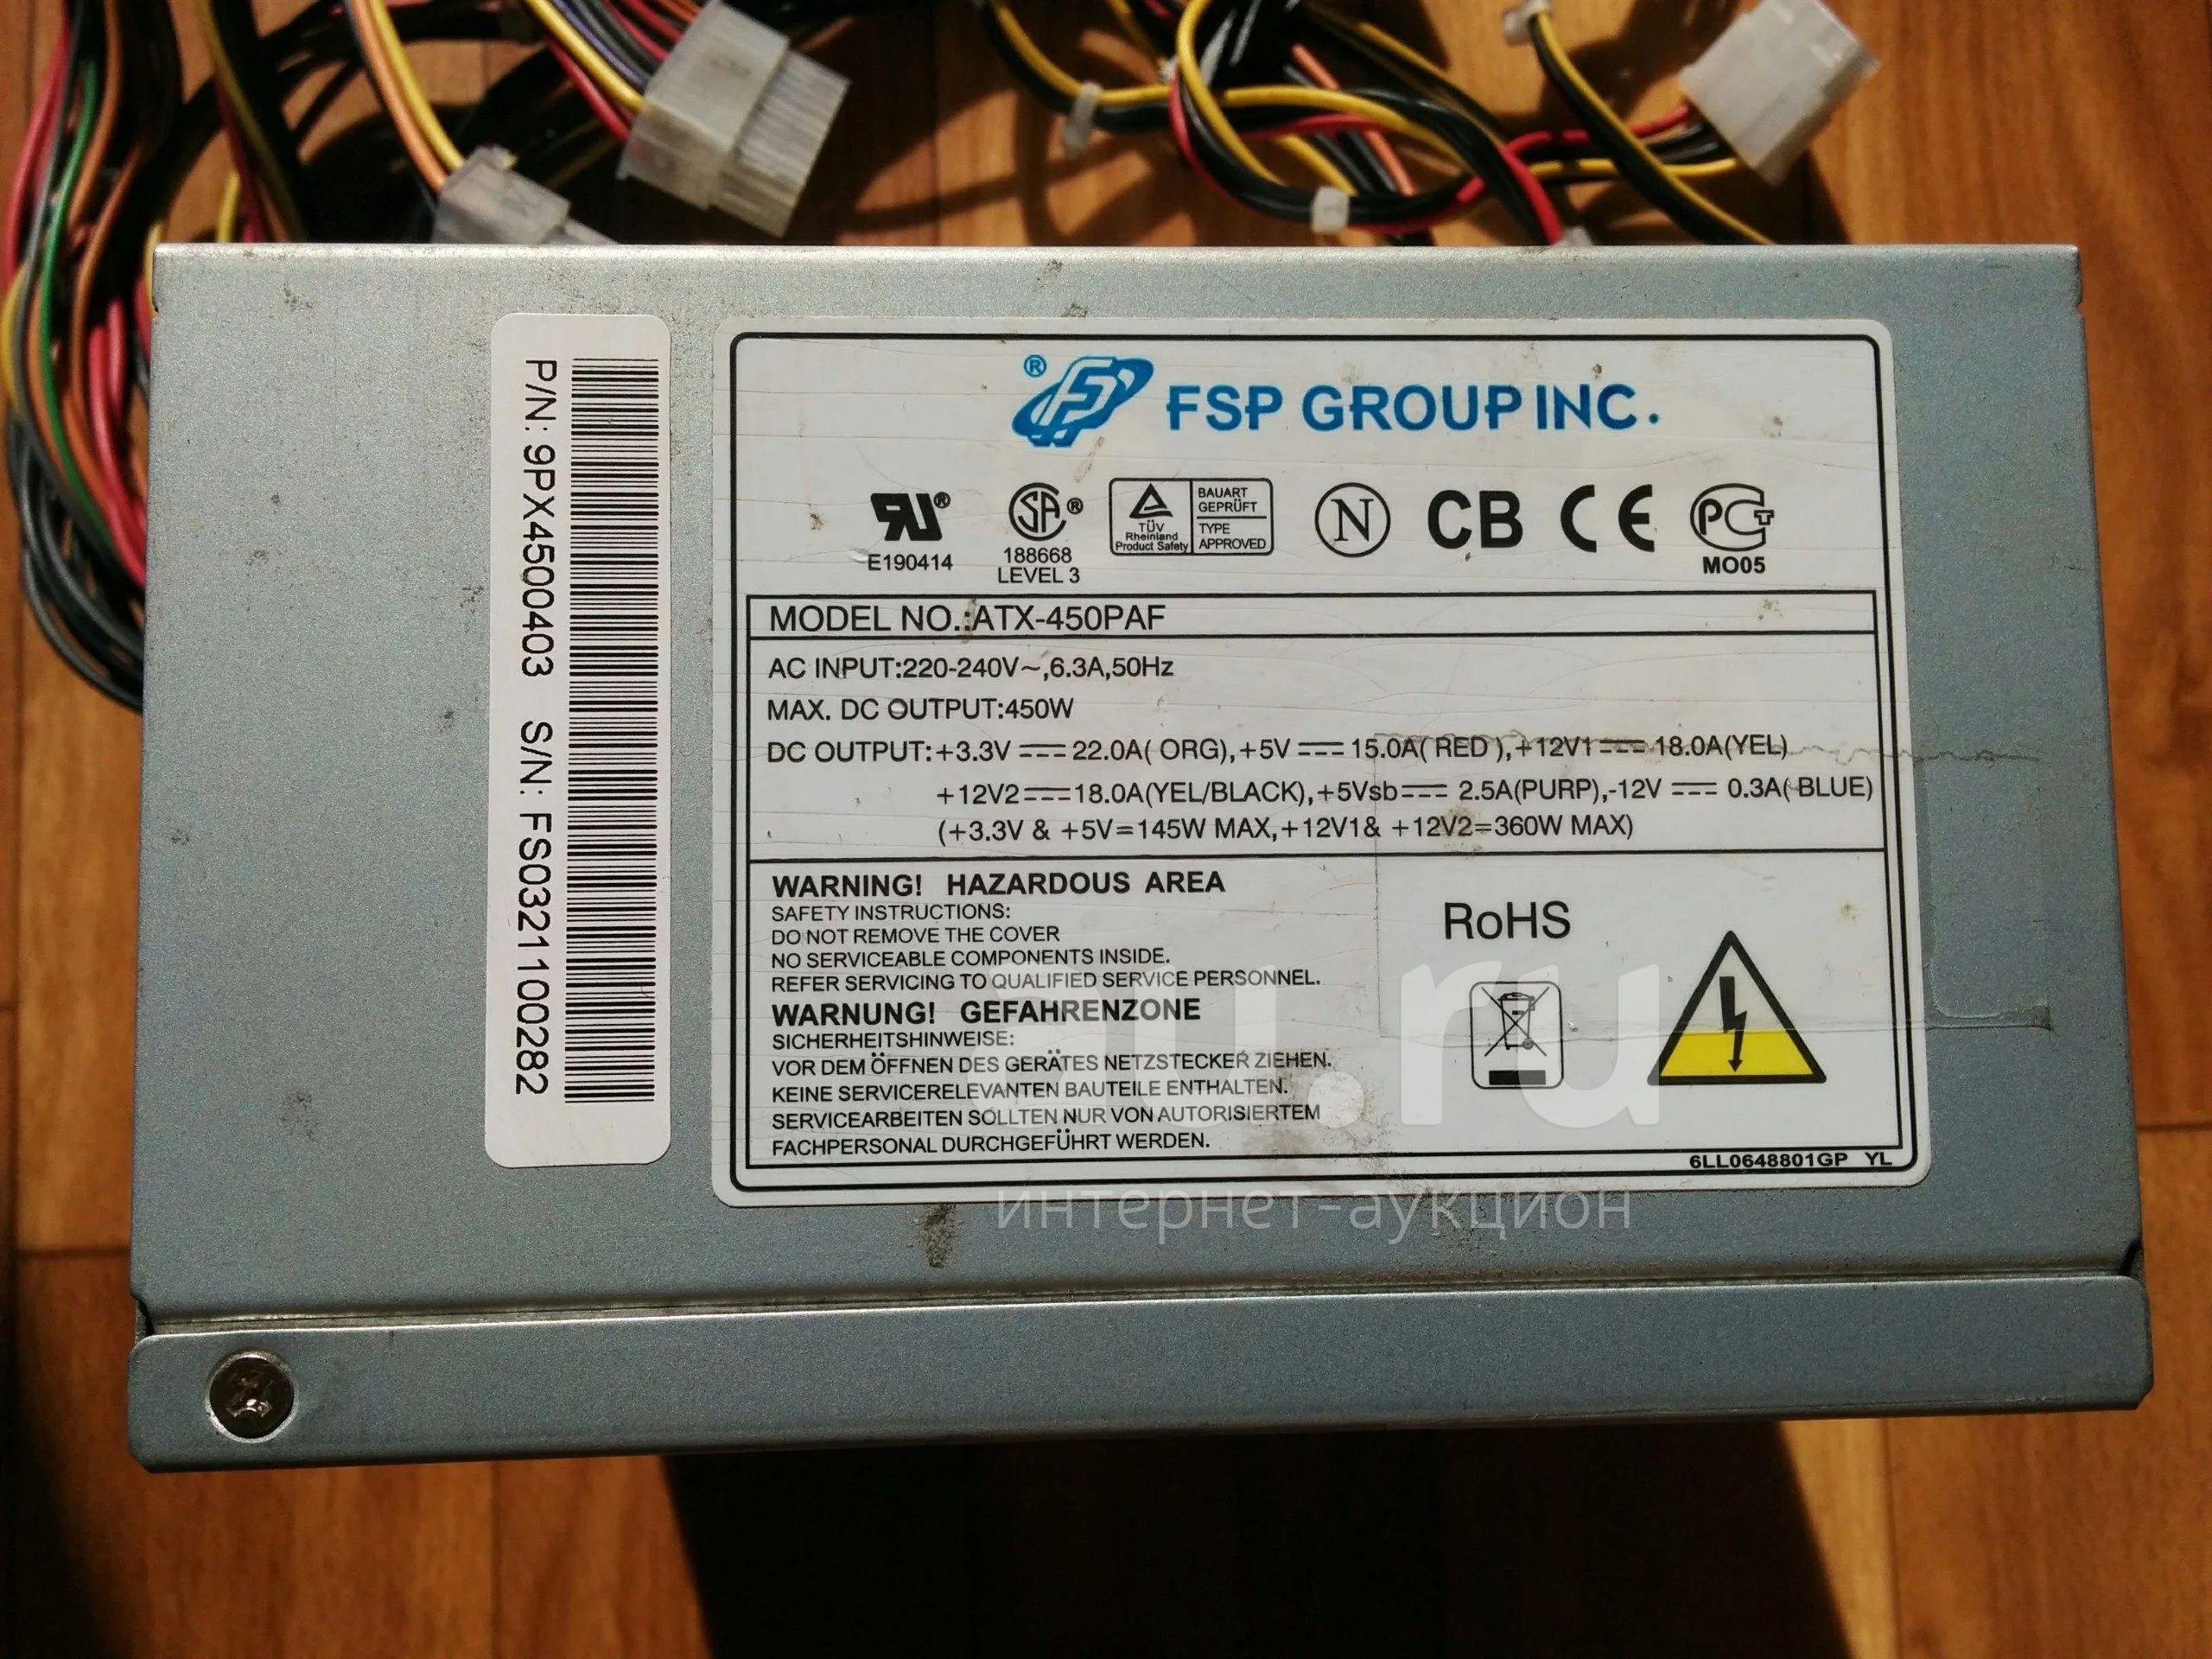 P/N: 9PX4500403 S/N: FS0321100282
® FSP GROUP INC.
RU®
E190414
SA®
188668
LEVEL 3
TÜV
Rheinland
Product Safety
BAUART
GEPRÜFT
TYPE
APPROVED
N
CB
CE
PCT
MO05
MODEL NO.:ATX-450PAF
AC INPUT:220-240V~,6.3A,50Hz
MAX. DC OUTPUT:450W
DC OUTPUT:+3.3V ⎓ 22.0A( ORG),+5V ⎓ 15.0A( RED ),+12V1 ⎓ 18.0A(YEL)
+12V2 ⎓ 18.0A(YEL/BLACK),+5Vsb ⎓ 2.5A(PURP),-12V ⎓ 0.3A( BLUE)
(+3.3V & +5V=145W MAX,+12V1& +12V2=360W MAX)
WARNING! HAZARDOUS AREA
SAFETY INSTRUCTIONS:
DO NOT REMOVE THE COVER
NO SERVICEABLE COMPONENTS INSIDE.
REFER SERVICING TO QUALIFIED SERVICE PERSONNEL.
WARNUNG! GEFAHRENZONE
SICHERHEITSHINWEISE:
VOR DEM ÖFFNEN DES GERÄTES NETZSTECKER ZIEHEN.
KEINE SERVICERELEVANTEN BAUTEILE ENTHALTEN.
SERVICEARBEITEN SOLLTEN NUR VON AUTORISIERTEM
FACHPERSONAL DURCHGEFÜHRT WERDEN.
RoHS
6LL0648801GP YL
au.ru
интернет-аукцион